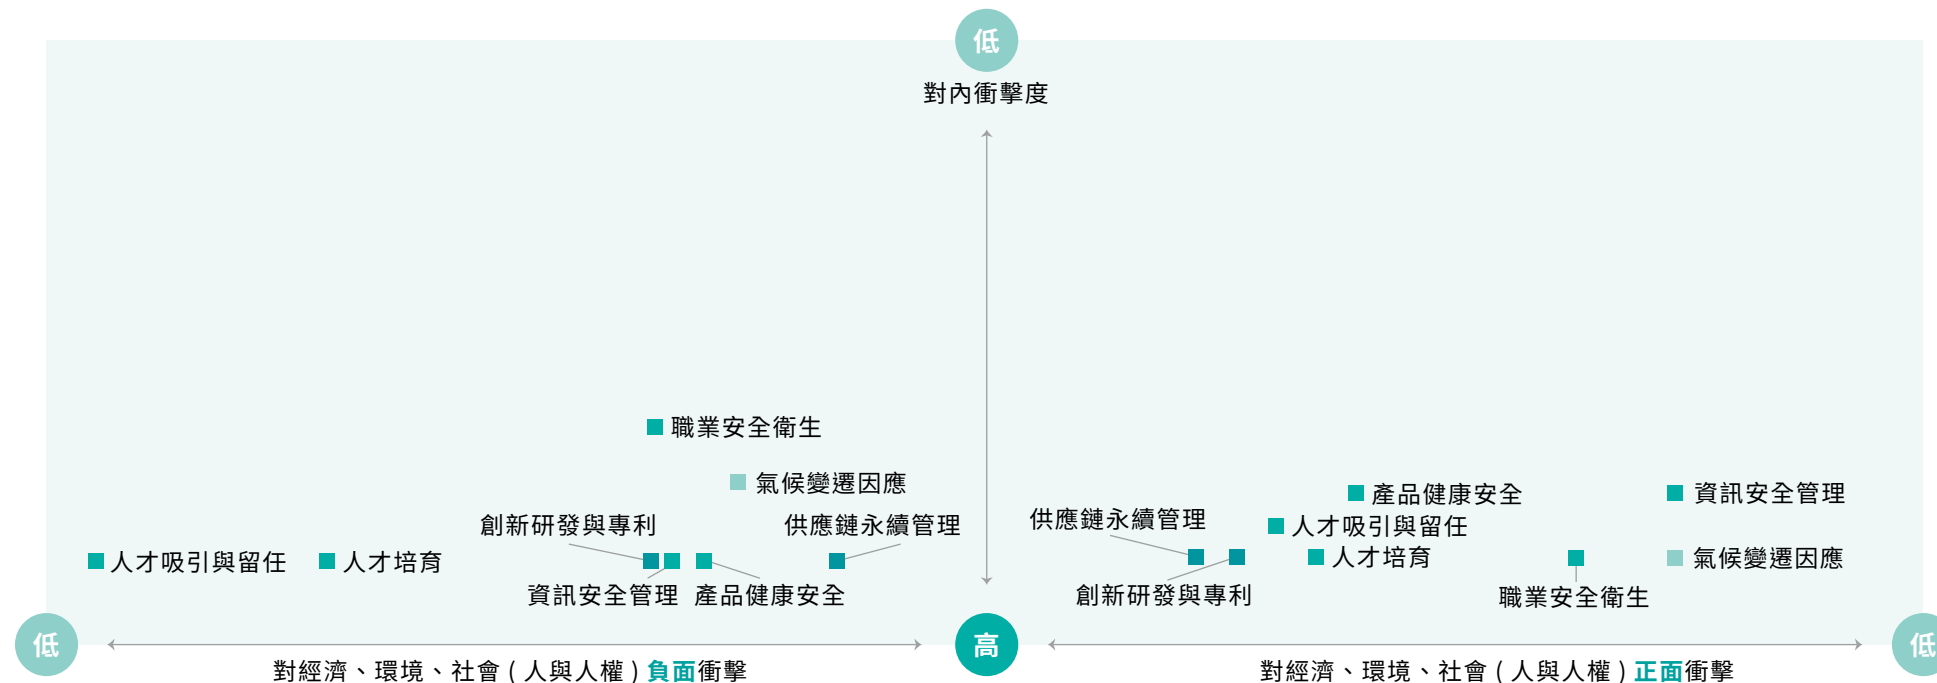 低
對內衝擊度
職業安全衛生
氣候變遷因應
創新研發與專利
供應鏈永續管理
人才吸引與留任
人才培育
資訊安全管理
產品健康安全
產品健康安全
資訊安全管理
供應鏈永續管理
人才吸引與留任
人才培育
氣候變遷因應
創新研發與專利
職業安全衛生
低
高
低
對經濟、環境、社會 ( 人與人權 ) 負面衝擊
對經濟、環境、社會 ( 人與人權 ) 正面衝擊